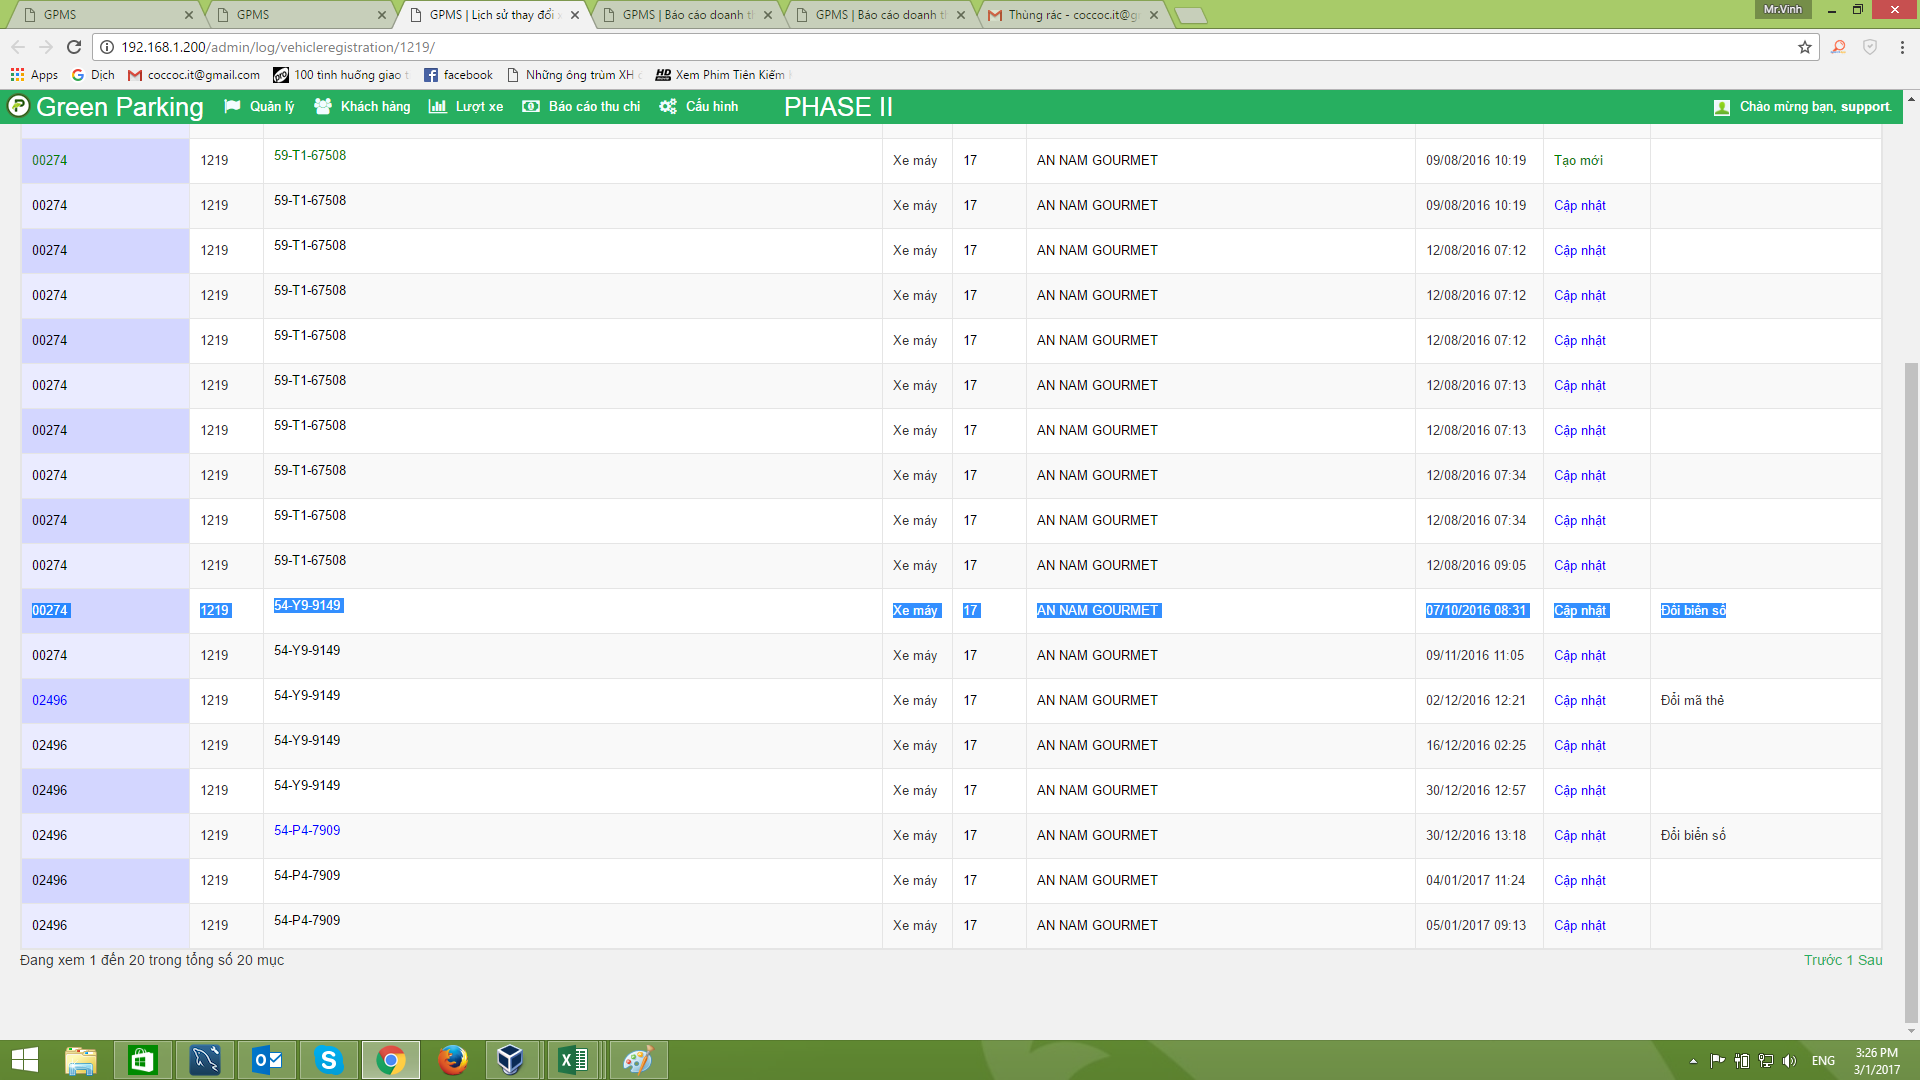 GPMS
GPMS
GPMS | Lịch sử thay đổi
GPMS | Báo cáo doanh
GPMS | Báo cáo doanh
Thùng rác - coccoc.it@g
Mr.Vinh
192.168.1.200/admin/log/vehicleregistration/1219/
Apps
Dịch
coccoc.it@gmail.com
100 tình huống giao
facebook
Những ông trùm XH
Xem Phim Tiên Kiếm
Green Parking
Quản lý
Khách hàng
Lượt xe
Báo cáo thu chi
Cấu hình
PHASE II
Chào mừng bạn, support.
00274 1219 59-T1-67508 Xe máy 17 AN NAM GOURMET 09/08/2016 10:19 Tạo mới
00274 1219 59-T1-67508 Xe máy 17 AN NAM GOURMET 09/08/2016 10:19 Cập nhật
00274 1219 59-T1-67508 Xe máy 17 AN NAM GOURMET 12/08/2016 07:12 Cập nhật
00274 1219 59-T1-67508 Xe máy 17 AN NAM GOURMET 12/08/2016 07:12 Cập nhật
00274 1219 59-T1-67508 Xe máy 17 AN NAM GOURMET 12/08/2016 07:12 Cập nhật
00274 1219 59-T1-67508 Xe máy 17 AN NAM GOURMET 12/08/2016 07:13 Cập nhật
00274 1219 59-T1-67508 Xe máy 17 AN NAM GOURMET 12/08/2016 07:13 Cập nhật
00274 1219 59-T1-67508 Xe máy 17 AN NAM GOURMET 12/08/2016 07:34 Cập nhật
00274 1219 59-T1-67508 Xe máy 17 AN NAM GOURMET 12/08/2016 07:34 Cập nhật
00274 1219 59-T1-67508 Xe máy 17 AN NAM GOURMET 12/08/2016 09:05 Cập nhật
00274 1219 54-Y9-9149 Xe máy 17 AN NAM GOURMET 07/10/2016 08:31 Cập nhật Đổi biển số
00274 1219 54-Y9-9149 Xe máy 17 AN NAM GOURMET 09/11/2016 11:05 Cập nhật
02496 1219 54-Y9-9149 Xe máy 17 AN NAM GOURMET 02/12/2016 12:21 Cập nhật Đổi mã thẻ
02496 1219 54-Y9-9149 Xe máy 17 AN NAM GOURMET 16/12/2016 02:25 Cập nhật
02496 1219 54-Y9-9149 Xe máy 17 AN NAM GOURMET 30/12/2016 12:57 Cập nhật
02496 1219 54-P4-7909 Xe máy 17 AN NAM GOURMET 30/12/2016 13:18 Cập nhật Đổi biển số
02496 1219 54-P4-7909 Xe máy 17 AN NAM GOURMET 04/01/2017 11:24 Cập nhật
02496 1219 54-P4-7909 Xe máy 17 AN NAM GOURMET 05/01/2017 09:13 Cập nhật
Đang xem 1 đến 20 trong tổng số 20 mục
Trước 1 Sau
ENG
3:26 PM
3/1/2017